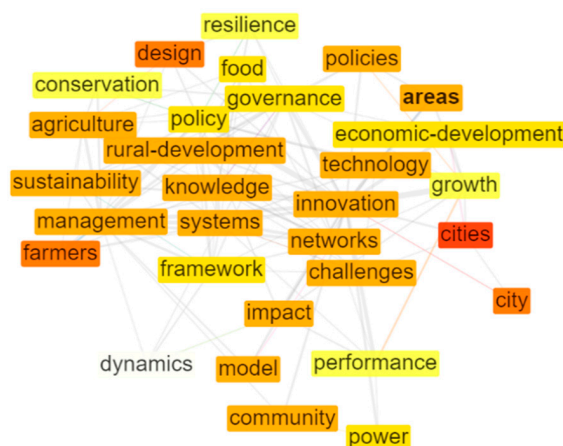 resilience
design
policies
food
conservation
governance
areas
policy
agriculture
economic-development
rural-development
technology
sustainability
knowledge
growth
innovation
management
systems
cities
networks
farmers
framework
challenges
city
impact
dynamics
model
performance
community
power